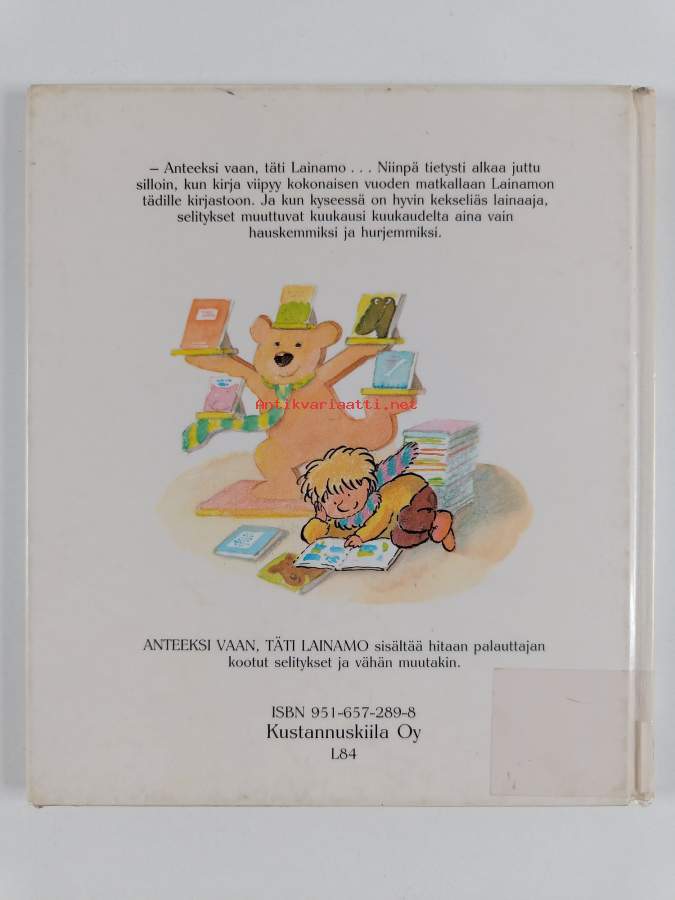 – Anteeksi vaan, täti Lainamo . . . Niinpä tietysti alkaa juttu
silloin, kun kirja viipyy kokonaisen vuoden matkallaan Lainamon
tädille kirjastoon. Ja kun kyseessä on hyvin kekseliäs lainaaja,
selitykset muuttuvat kuukausi kuukaudelta aina vain
hauskemmiksi ja hurjemmiksi.
Antikvariaatti.net
ANTEEKSI VAAN, TÄTI LAINAMO sisältää hitaan palauttajan
kootut selitykset ja vähän muutakin.
ISBN 951-657-289-8
Kustannuskiila Oy
L84